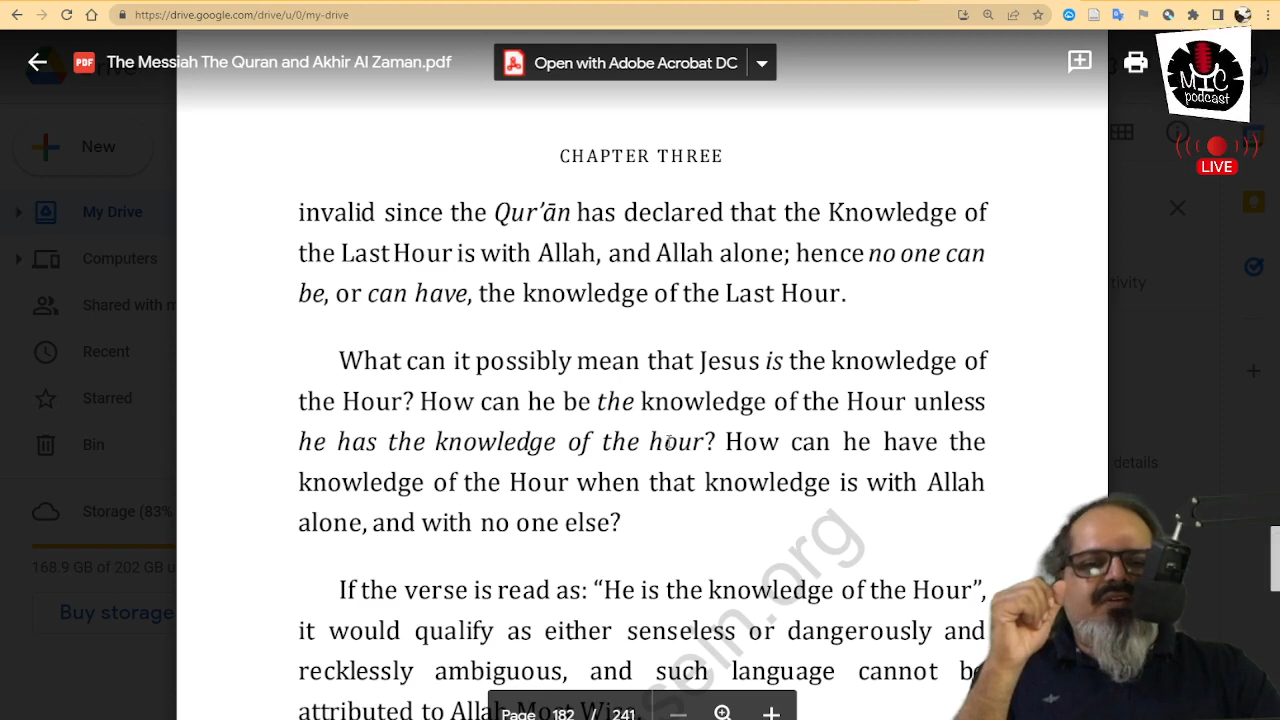 https://drive.google.com/drive/u/0/my-drive
PDF The Messiah The Quran and Akhir Al Zaman.pdf
Open with Adobe Acrobat DC
MIC
podcast
LIVE
New
My Drive
Computers
Shared with m
Recent
Starred
Bin
Storage (83%
168.9 GB of 202 GB u
Buy storage
tivity
details
CHAPTER THREE
invalid since the Qur’ān has declared that the Knowledge of
the Last Hour is with Allah, and Allah alone; hence no one can
be, or can have, the knowledge of the Last Hour.
What can it possibly mean that Jesus is the knowledge of
the Hour? How can he be the knowledge of the Hour unless
he has the knowledge of the hour? How can he have the
knowledge of the Hour when that knowledge is with Allah
alone, and with no one else?
If the verse is read as: “He is the knowledge of the Hour”,
it would qualify as either senseless or dangerously and
recklessly ambiguous, and such language cannot be
attributed to Allah Most Wise.
sein.org
Page 182 / 241